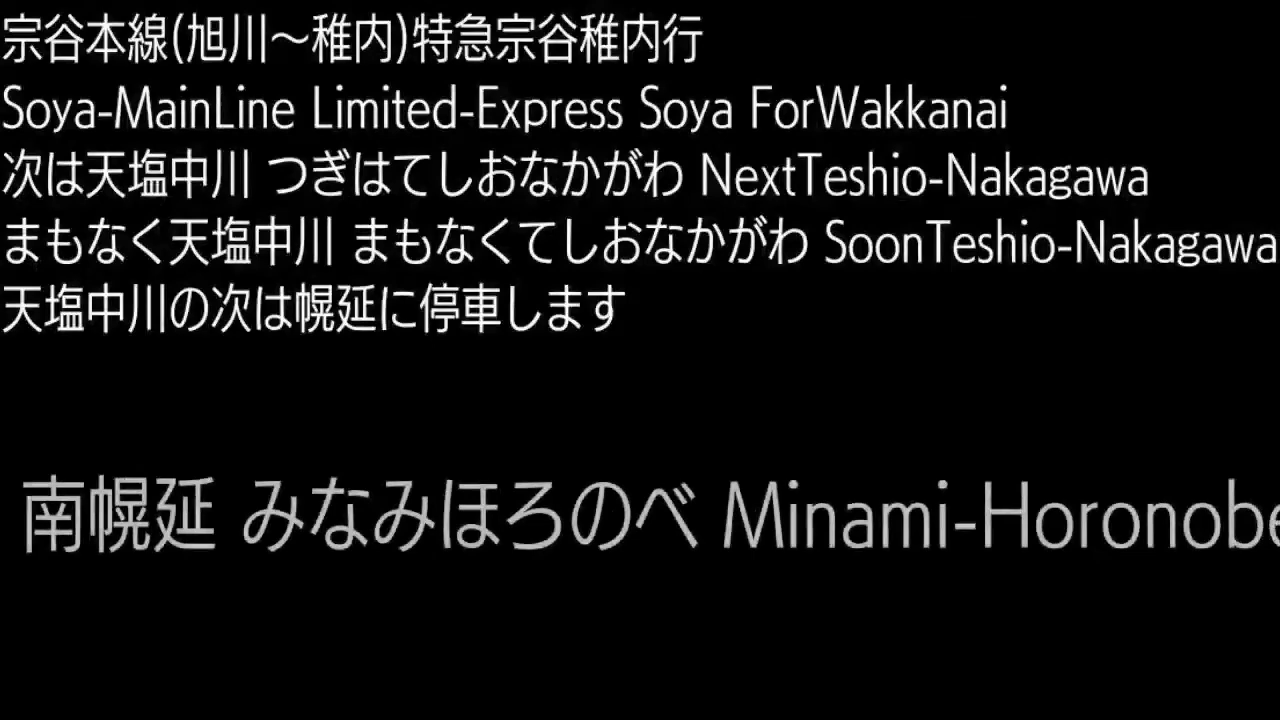 宗谷本線(旭川～稚内)特急宗谷稚内行
Soya-MainLine Limited-Express Soya ForWakkanai
次は天塩中川 つぎはてしおなかがわ NextTeshio-Nakagawa
まもなく天塩中川 まもなくてしおなかがわ SoonTeshio-Nakagawa
天塩中川の次は幌延に停車します
南幌延 みなみほろのべ Minami-Horonobe